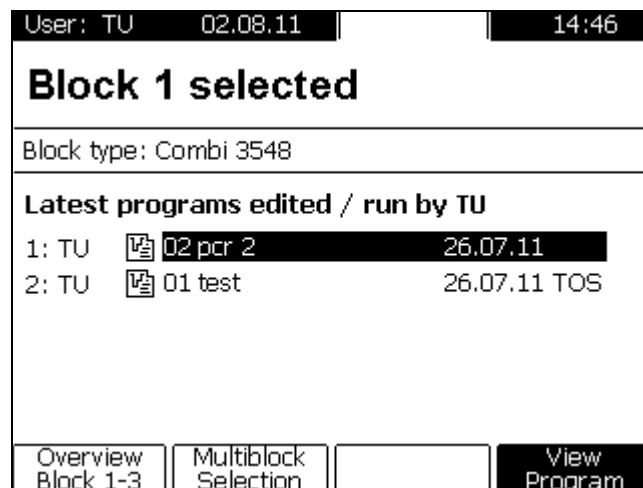 User: TU 02.08.11 14:46
Block 1 selected
Block type: Combi 3548
Latest programs edited / run by TU
1: TU 02 pcr 2 26.07.11
2: TU 01 test 26.07.11 TOS
Overview Block 1-3
Multiblock Selection
View Program